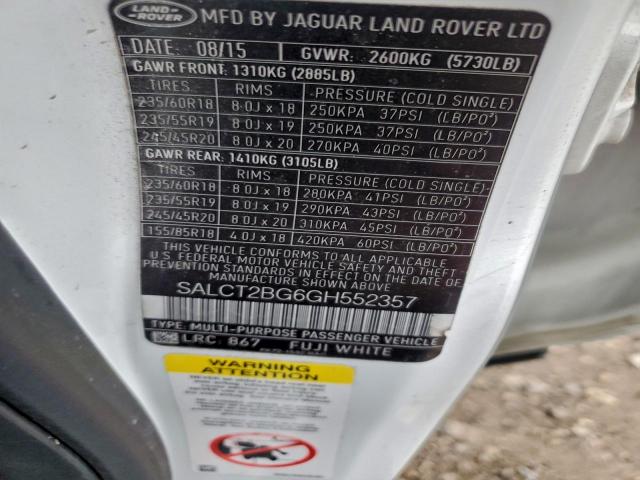 LAND-
ROVER
MFD BY JAGUAR LAND ROVER LTD
DATE: 08/15 GVWR: 2600KG (5730LB)
GAWR FRONT: 1310KG (2885LB)
TIRES RIMS PRESSURE (COLD SINGLE)
235/60R18 8.0J x 18 250KPA 37PSI (LB/PO²)
235/55R19 8.0J x 19 250KPA 37PSI (LB/PO²)
245/45R20 8.0J x 20 270KPA 40PSI (LB/PO²)
GAWR REAR: 1410KG (3105LB)
TIRES RIMS PRESSURE (COLD SINGLE)
235/60R18 8.0J x 18 280KPA 41PSI (LB/PO²)
235/55R19 8.0J x 19 290KPA 43PSI (LB/PO²)
245/45R20 8.0J x 20 310KPA 45PSI (LB/PO²)
155/85R18 4.0J x 18 420KPA 60PSI (LB/PO²)
THIS VEHICLE CONFORMS TO ALL APPLICABLE
U.S FEDERAL MOTOR VEHICLE SAFETY AND THEFT
PREVENTION STANDARDS IN EFFECT ON THE DATE OF
MANUFACTURE SHOWN ABOVE
SALCT2BG6GH552357
TYPE: MULTI-PURPOSE PASSENGER VEHICLE
LRC 867 FUJI WHITE
WARNING
ATTENTION